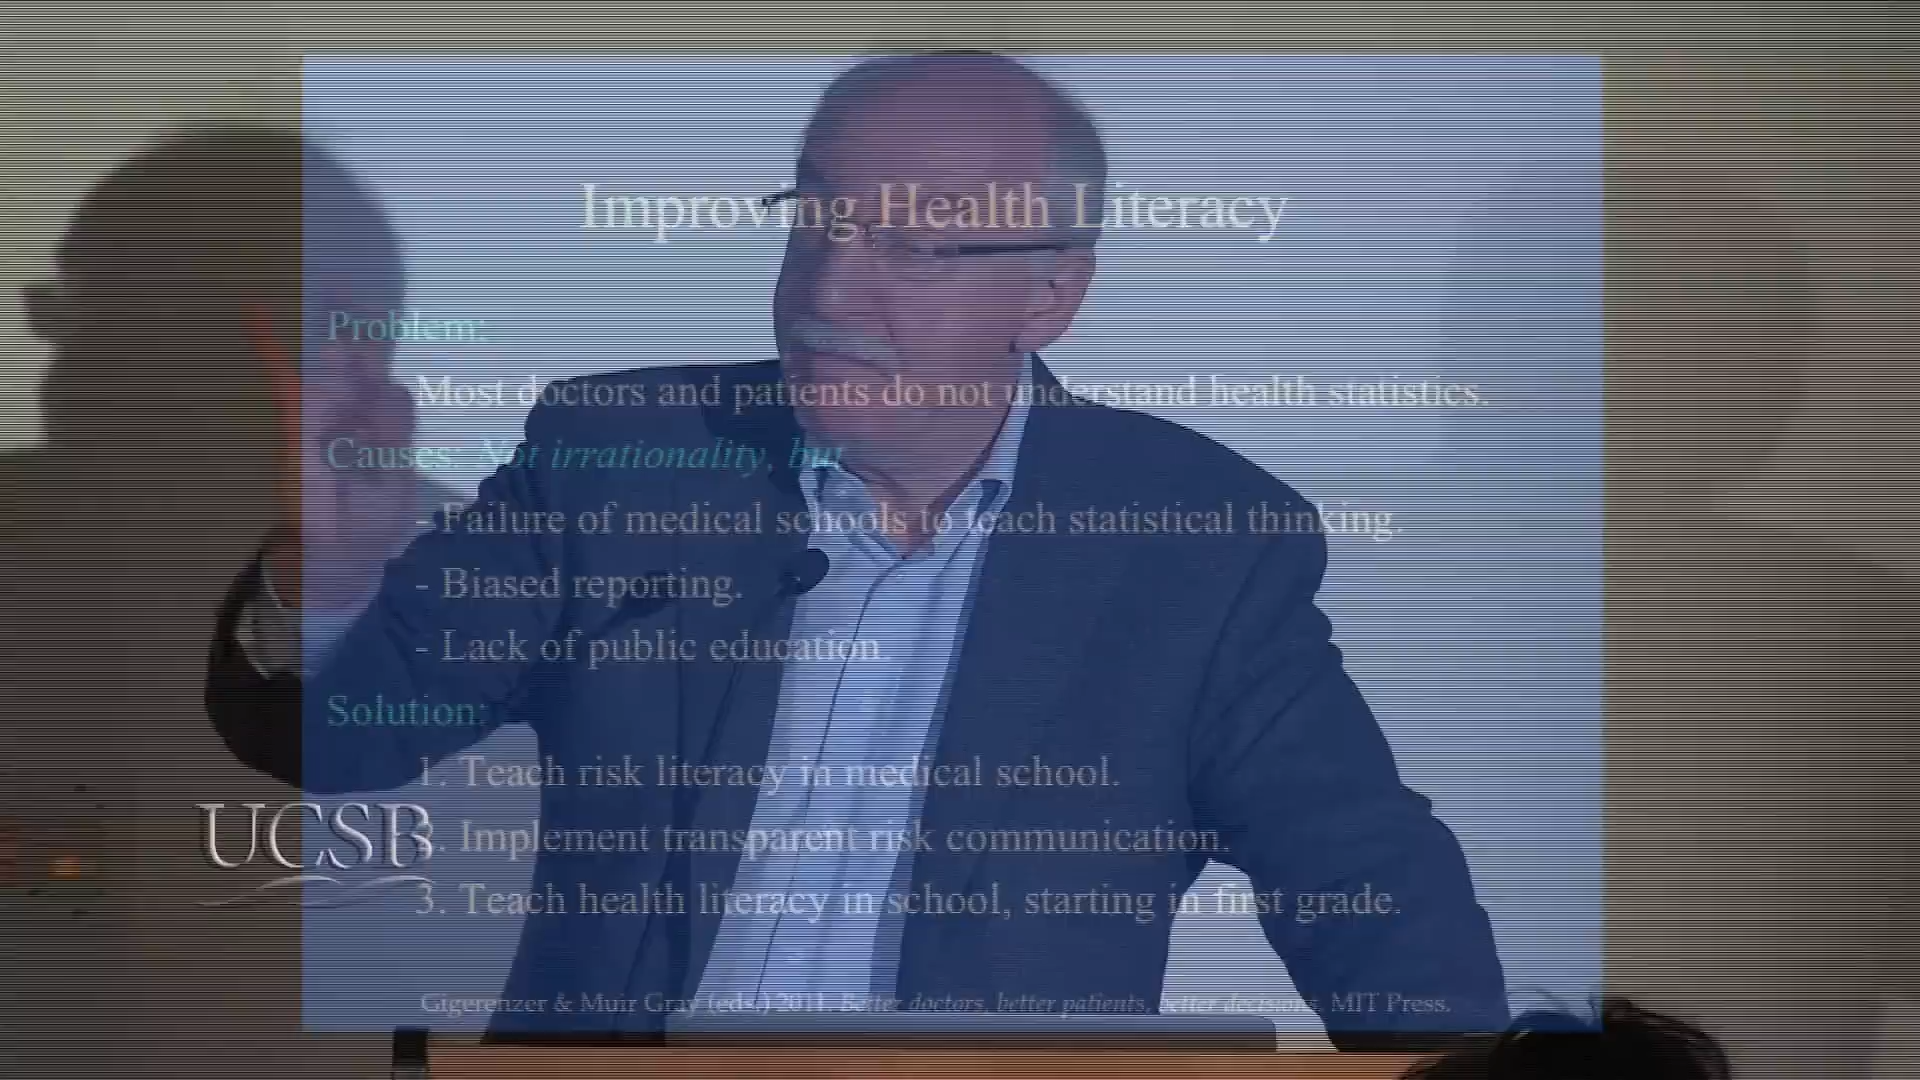 Improving Health Literacy
Problem:
Most doctors and patients do not understand health statistics.
Causes: Not irrationality, but
- Failure of medical schools to teach statistical thinking.
- Biased reporting.
- Lack of public education.
Solution:
1. Teach risk literacy in medical school.
2. Implement transparent risk communication.
3. Teach health literacy in school, starting in first grade.
Gigerenzer & Muir Gray (eds.) 2011. Better doctors, better patients, better decisions, MIT Press.
UCSB